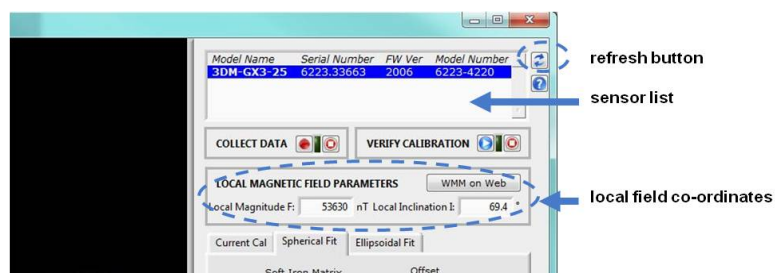 Model Name Serial Number FW Ver Model Number
3DM-GX3-25 6223.33663 2006 6223-4220
refresh button
sensor list
COLLECT DATA VERIFY CALIBRATION
LOCAL MAGNETIC FIELD PARAMETERS WMM on Web
Local Magnitude F: 53630 nT Local Inclination I: 69.4 °
local field co-ordinates
Current Cal Spherical Fit Ellipsoidal Fit
Soft Iron Matrix Offset